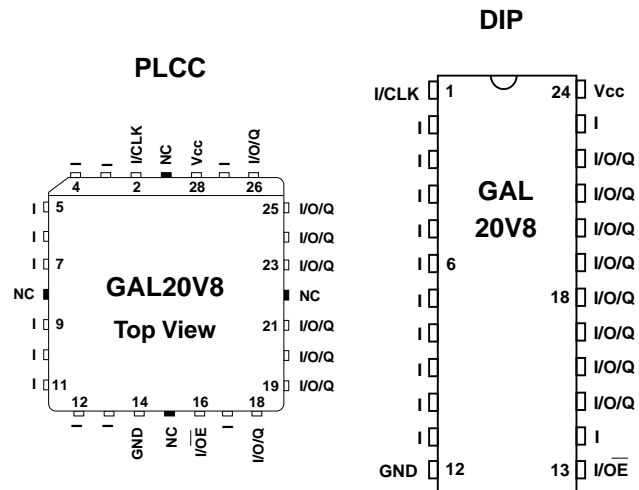 DIP
PLCC
I I I/CLK NC Vcc I I/O/Q
4 2 28 26
I 5 25 I/O/Q
I I/O/Q
I 7 23 I/O/Q
NC GAL20V8 NC
I 9 Top View 21 I/O/Q
I I/O/Q
I 11 19 I/O/Q
12 14 16 18
I I GND NC I/OE I I/O/Q
I/CLK 1 24 Vcc
I I
I I/O/Q
I GAL I/O/Q
I 20V8 I/O/Q
I 6 I/O/Q
I 18 I/O/Q
I I/O/Q
I I/O/Q
I I/O/Q
I I
GND 12 13 I/OE